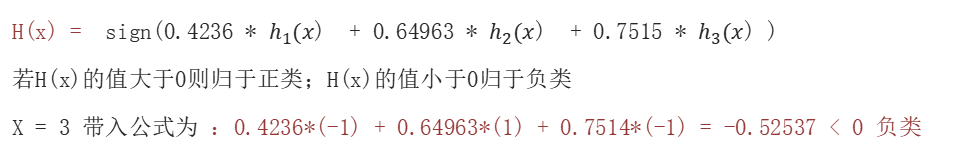 H(x) = sign(0.4236 * h₁(x) + 0.64963 * h₂(x) + 0.7515 * h₃(x) )
若H(x)的值大于0则归于正类；H(x)的值小于0归于负类
X = 3 带入公式为 ：0.4236*(-1) + 0.64963*(1) + 0.7514*(-1) = -0.52537 < 0 负类